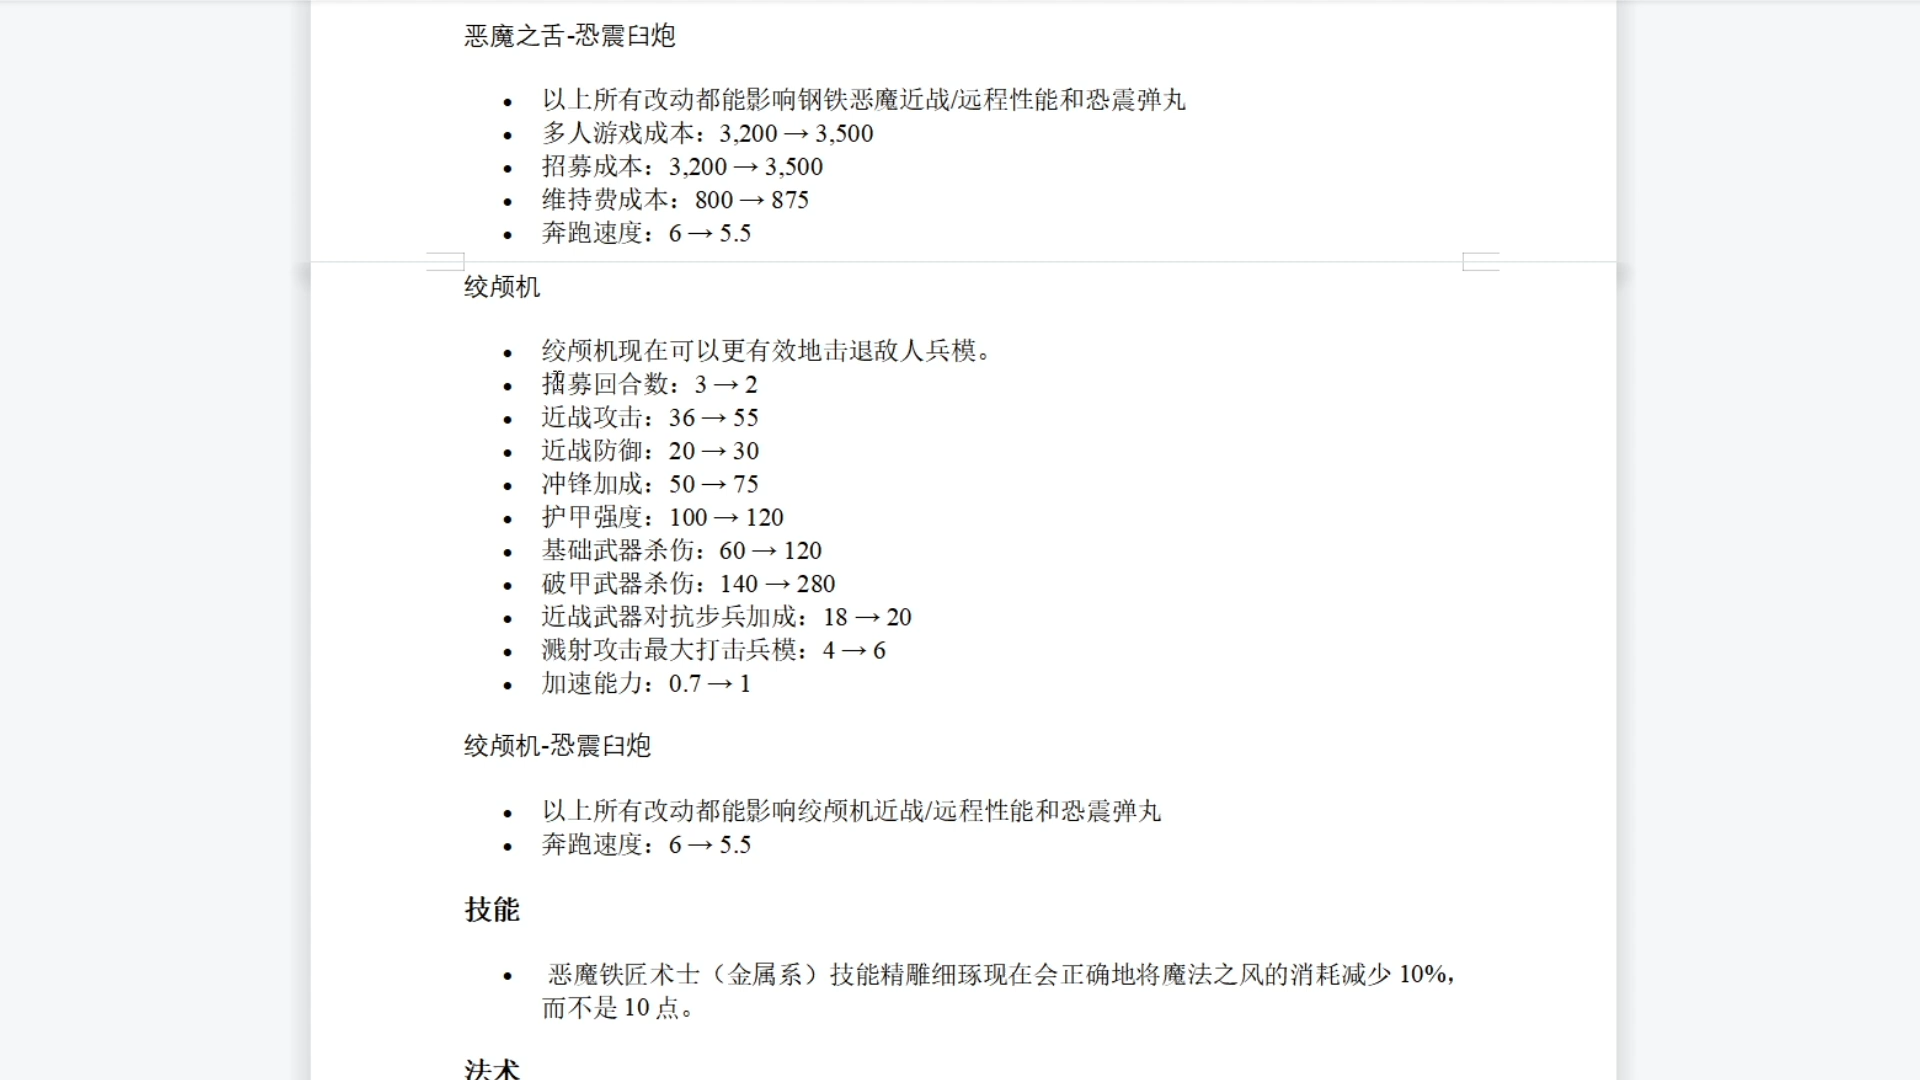 恶魔之舌-恐震臼炮
以上所有改动都能影响钢铁恶魔近战/远程性能和恐震弹丸
多人游戏成本：3,200 → 3,500
招募成本：3,200 → 3,500
维持费成本：800 → 875
奔跑速度：6 → 5.5
绞颅机
绞颅机现在可以更有效地击退敌人兵模。
招募回合数：3 → 2
近战攻击：36 → 55
近战防御：20 → 30
冲锋加成：50 → 75
护甲强度：100 → 120
基础武器杀伤：60 → 120
破甲武器杀伤：140 → 280
近战武器对抗步兵加成：18 → 20
溅射攻击最大打击兵模：4 → 6
加速能力：0.7 → 1
绞颅机-恐震臼炮
以上所有改动都能影响绞颅机近战/远程性能和恐震弹丸
奔跑速度：6 → 5.5
技能
恶魔铁匠术士（金属系）技能精雕细琢现在会正确地将魔法之风的消耗减少 10%，
而不是 10 点。
法术